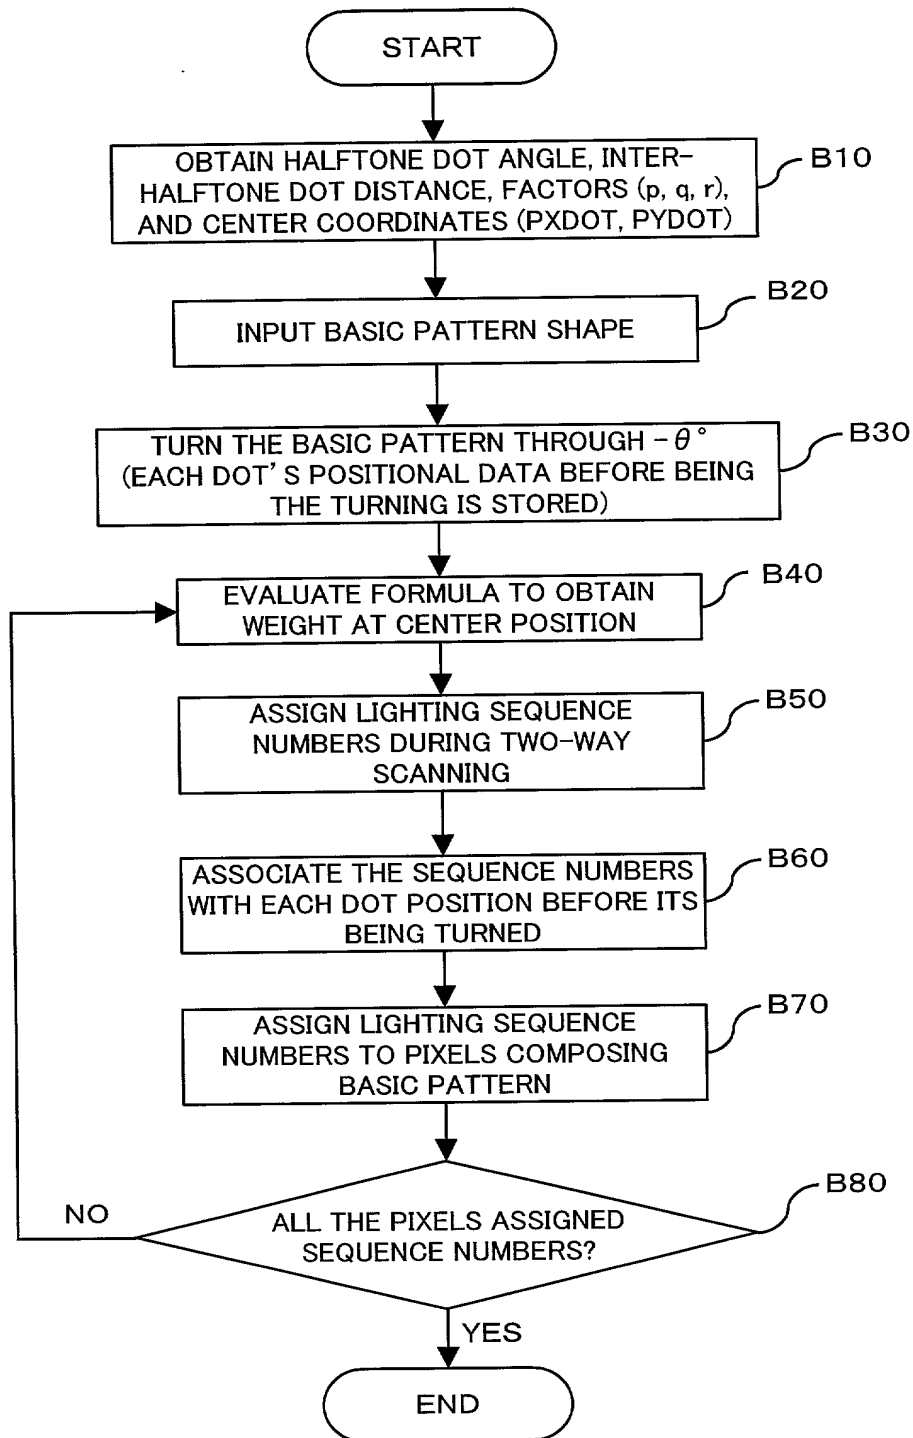 START
OBTAIN HALFTONE DOT ANGLE, INTER-
HALFTONE DOT DISTANCE, FACTORS (p, q, r),
AND CENTER COORDINATES (PXDOT, PYDOT)
B10
INPUT BASIC PATTERN SHAPE
B20
TURN THE BASIC PATTERN THROUGH -θ°
(EACH DOT'S POSITIONAL DATA BEFORE BEING
THE TURNING IS STORED)
B30
EVALUATE FORMULA TO OBTAIN
WEIGHT AT CENTER POSITION
B40
ASSIGN LIGHTING SEQUENCE
NUMBERS DURING TWO-WAY
SCANNING
B50
ASSOCIATE THE SEQUENCE NUMBERS
WITH EACH DOT POSITION BEFORE ITS
BEING TURNED
B60
ASSIGN LIGHTING SEQUENCE
NUMBERS TO PIXELS COMPOSING
BASIC PATTERN
B70
ALL THE PIXELS ASSIGNED
SEQUENCE NUMBERS?
B80
NO
YES
END